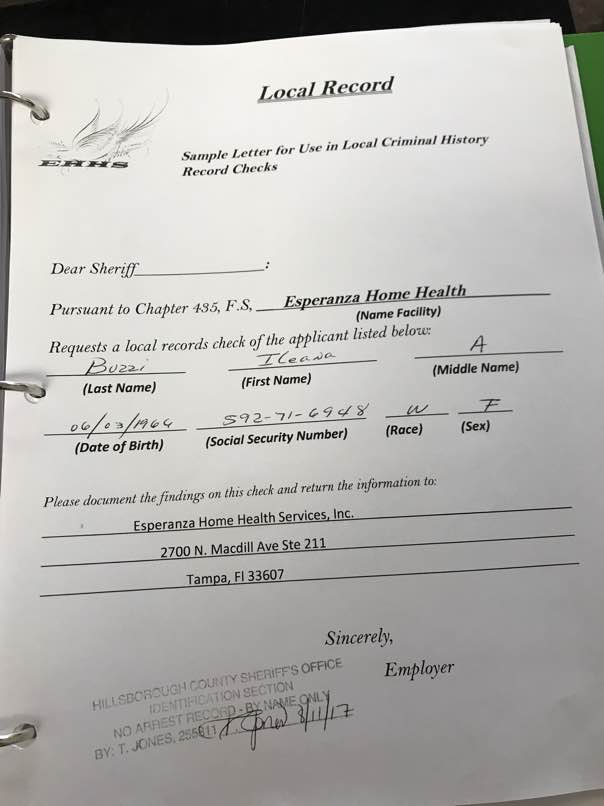 Local Record
EHHS
Sample Letter for Use in Local Criminal History
Record Checks
Dear Sheriff____________________:
Pursuant to Chapter 435, F.S, Esperanza Home Health
(Name Facility)
Requests a local records check of the applicant listed below:
Buzzi Ileana A
(Last Name) (First Name) (Middle Name)
592-71-6948 W F
(Date of Birth) (Social Security Number) (Race) (Sex)
Please document the findings on this check and return the information to:
Esperanza Home Health Services, Inc.
2700 N. Macdill Ave Ste 211
Tampa, Fl 33607
Sincerely,
Employer
HILLSBOROUGH COUNTY SHERIFF'S OFFICE
IDENTIFICATION SECTION
NO ARREST RECORD - BY NAME ONLY
BY: T. JONES, T Jones 8/11/17